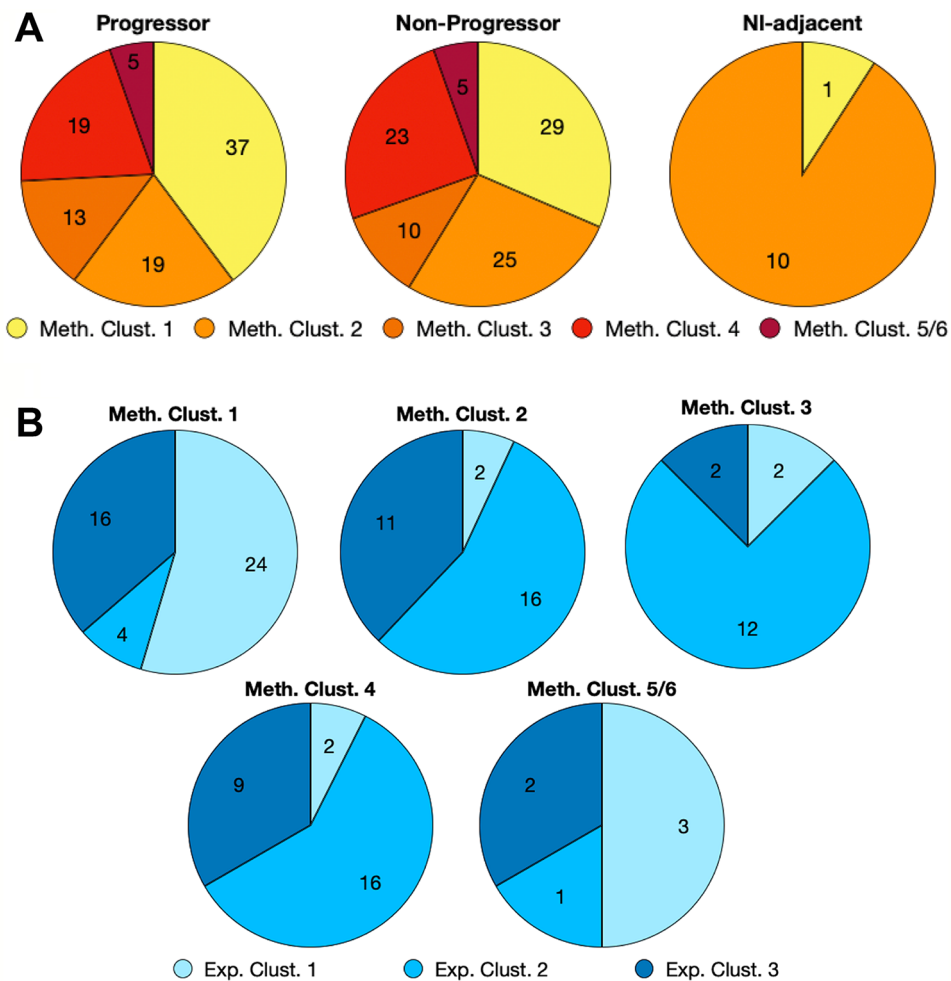 A
Progressor
Non-Progressor
NI-adjacent
5
37
19
13
19
5
29
23
10
25
1
10
Meth. Clust. 1
Meth. Clust. 2
Meth. Clust. 3
Meth. Clust. 4
Meth. Clust. 5/6
B
Meth. Clust. 1
Meth. Clust. 2
Meth. Clust. 3
16
24
4
2
11
16
2
2
12
Meth. Clust. 4
Meth. Clust. 5/6
2
9
16
2
3
1
Exp. Clust. 1
Exp. Clust. 2
Exp. Clust. 3